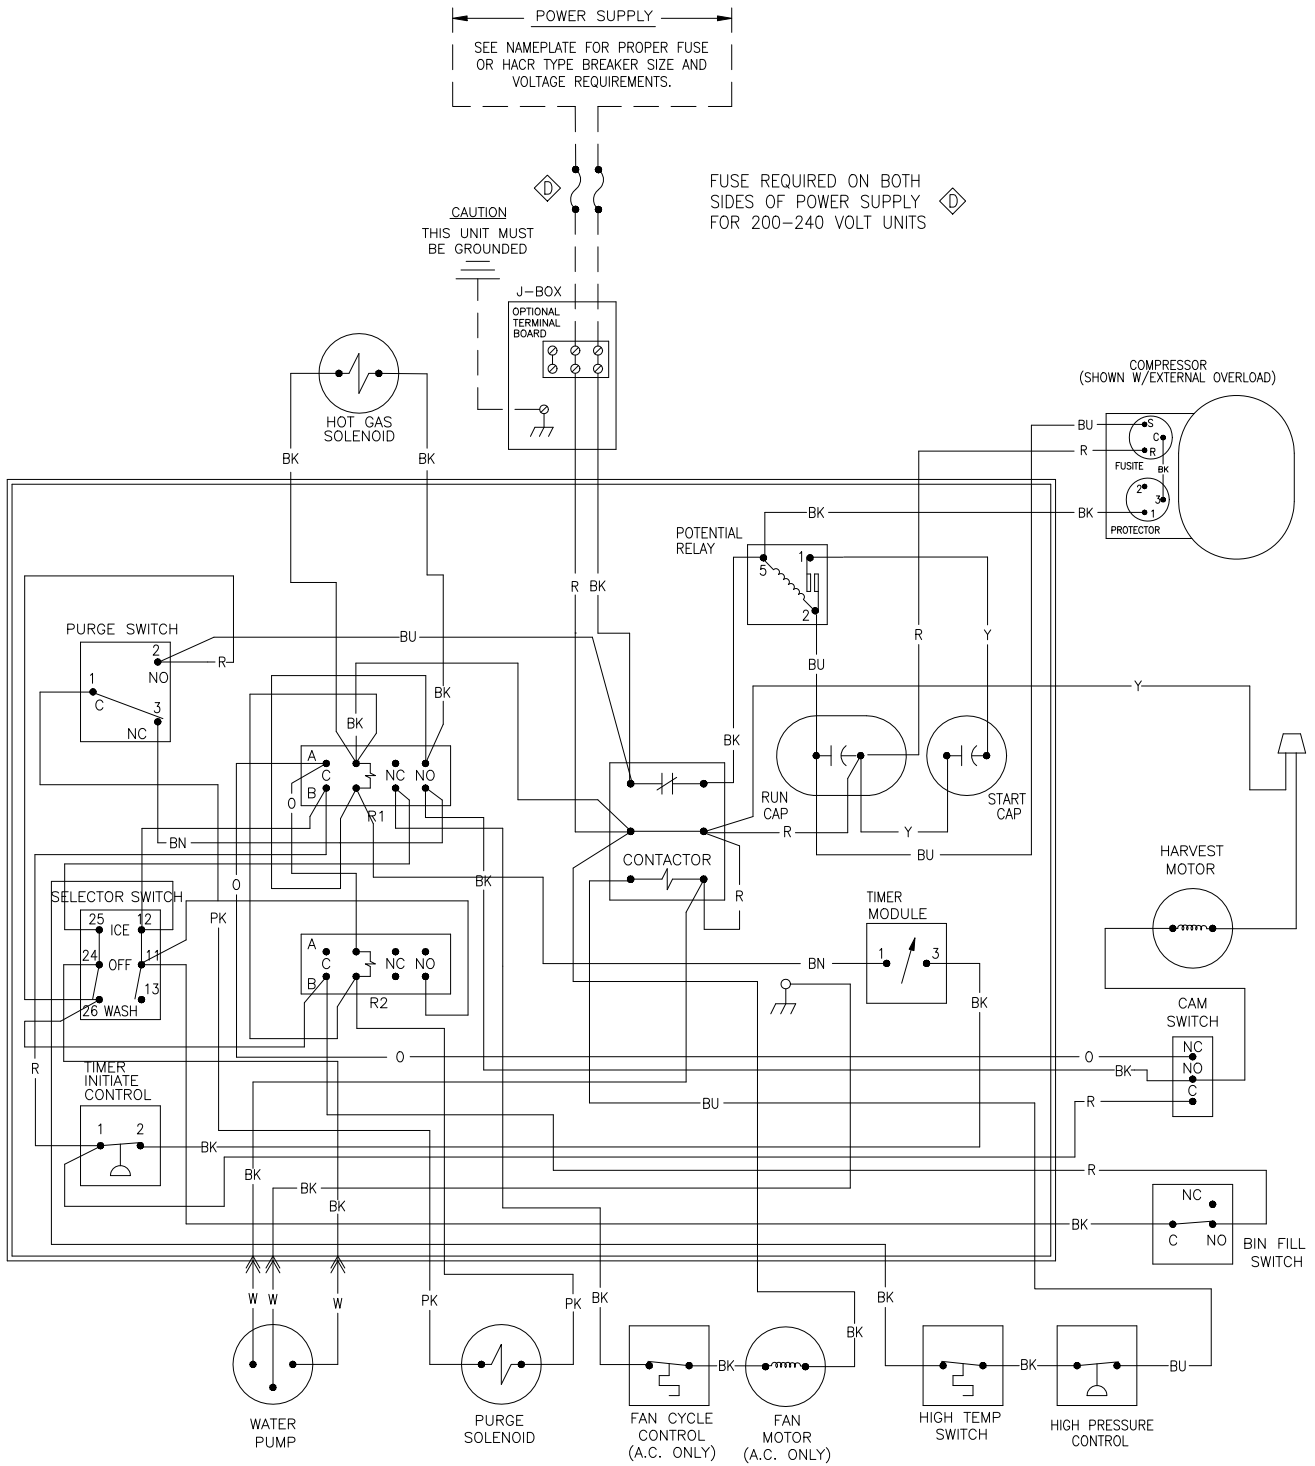 POWER SUPPLY
SEE NAMEPLATE FOR PROPER FUSE
OR HACR TYPE BREAKER SIZE AND
VOLTAGE REQUIREMENTS.
D
FUSE REQUIRED ON BOTH
SIDES OF POWER SUPPLY
FOR 200-240 VOLT UNITS
D
CAUTION
THIS UNIT MUST
BE GROUNDED
J-BOX
OPTIONAL
TERMINAL
BOARD
HOT GAS
SOLENOID
BK
BK
COMPRESSOR
(SHOWN W/EXTERNAL OVERLOAD)
BU
S
C
R
R
FUSITE
BK
2
3
BK
1
PROTECTOR
BK
POTENTIAL
RELAY
5
1
2
R BK
R
Y
BU
PURGE SWITCH
2
NO
R
1
C
3
NC
BU
BK
BK
Y
BK
A
C
B
NC NO
R1
O
BN
RUN
CAP
START
CAP
R
Y
BU
CONTACTOR
R
HARVEST
MOTOR
BK
O
SELECTOR SWITCH
25
ICE
12
PK
24
OFF
11
26
WASH
13
TIMER
MODULE
1
3
BN
BK
A
C
B
NC NO
R2
CAM
SWITCH
NC
NO
C
O
O
BK
R
TIMER
INITIATE
CONTROL
1
2
BK
BU
R
BK
BK
BK
R
BK
NC
C
NO
BIN FILL
SWITCH
W
W
W
PK
PK
BK
BK
BK
BK
BK
BU
WATER
PUMP
PURGE
SOLENOID
FAN CYCLE
CONTROL
(A.C. ONLY)
FAN
MOTOR
(A.C. ONLY)
HIGH TEMP
SWITCH
HIGH PRESSURE
CONTROL